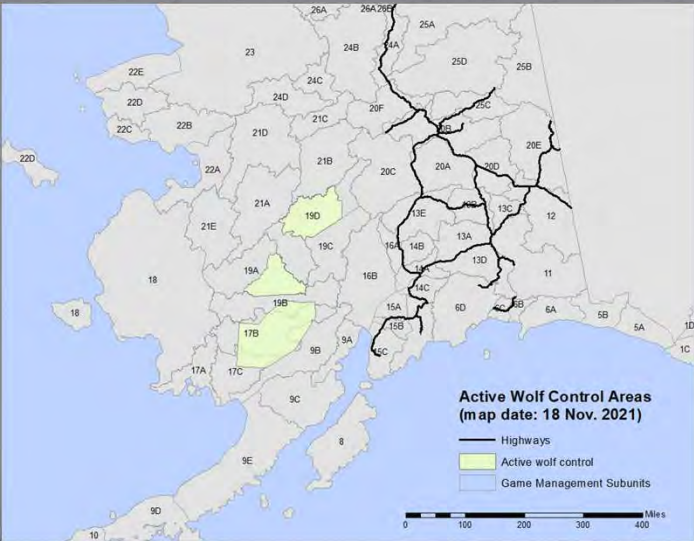 26A
26A
26B
25A
24A
24B
23
25D
25B
22E
24C
24D
22D
25C
20F
21C
22C
22B
21D
20B
20E
22D
21B
22A
20C
20A
20D
21A
19D
13E
13C
12
21E
19C
14B
13A
16A
18
19A
16B
14A
13D
11
14C
18
19B
15A
6D
6C
6B
6A
5B
5A
1D
17B
15B
9A
9B
15C
1C
17A
17C
9C
8
9E
9D
10
Active Wolf Control Areas
(map date: 18 Nov. 2021)
Highways
Active wolf control
Game Management Subunits
Miles
0 100 200 300 400